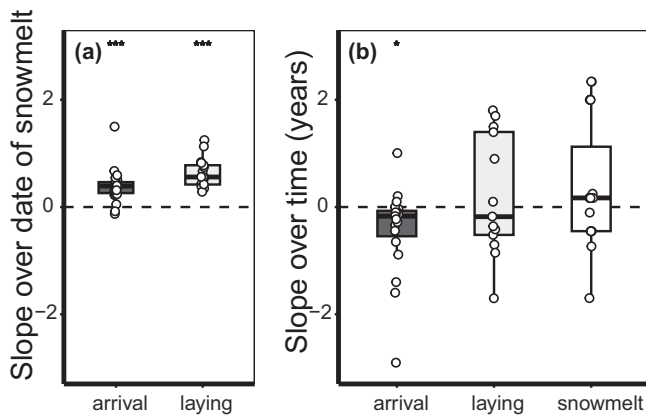 (a)
***
***
Slope over date of snowmelt
2
0
−2
arrival
laying
(b)
*
Slope over time (years)
2
0
−2
arrival
laying
snowmelt